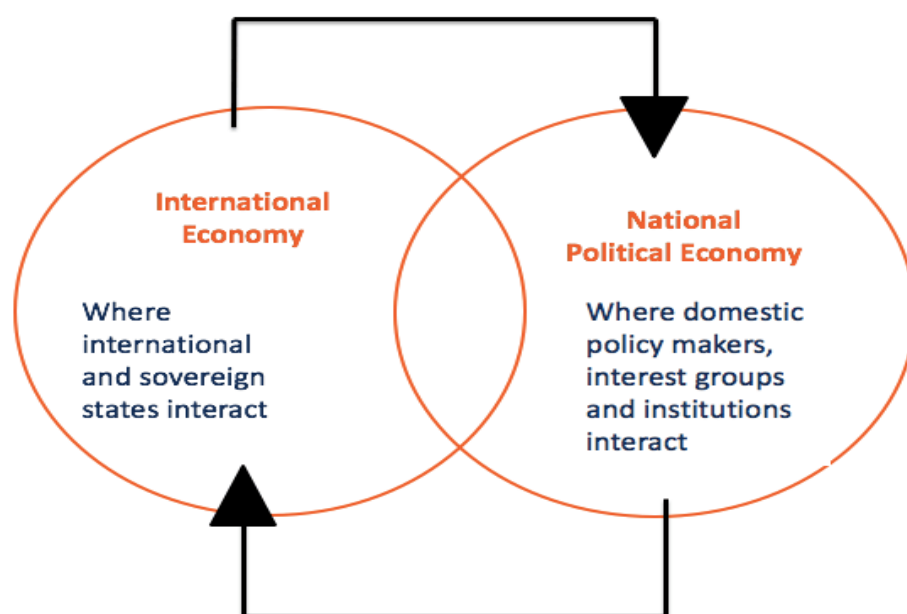 International
Economy
Where
international
and sovereign
states interact
National
Political Economy
Where domestic
policy makers,
interest groups
and institutions
interact